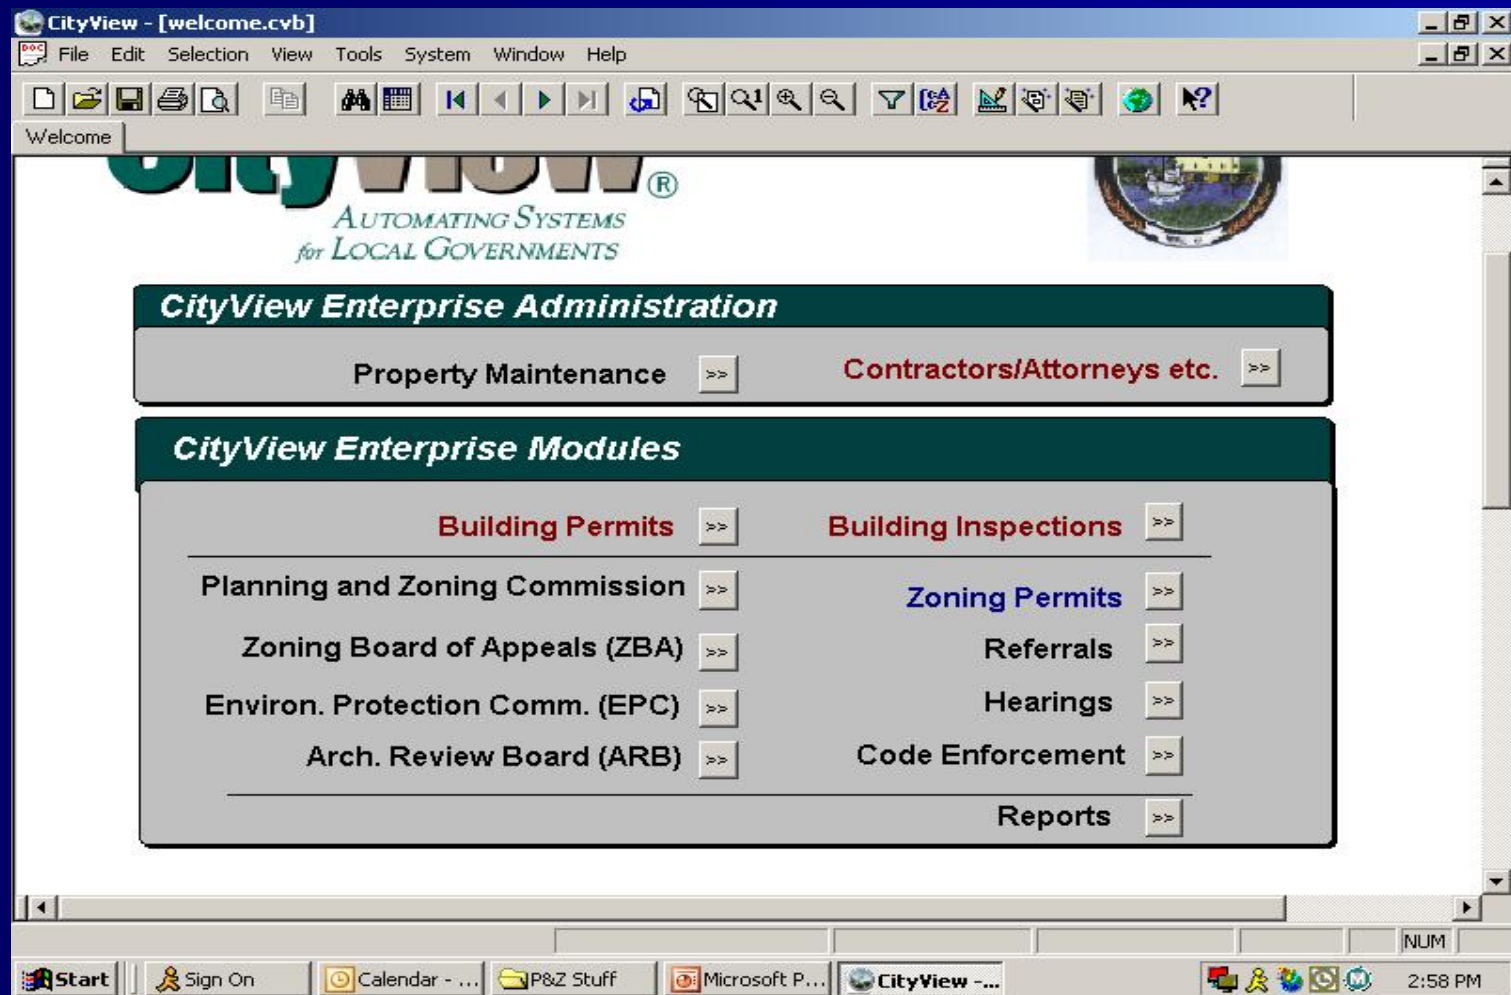 CityView - [welcome.cvb]
File Edit Selection View Tools System Window Help
Welcome
CityView®
AUTOMATING SYSTEMS
for LOCAL GOVERNMENTS
CityView Enterprise Administration
Property Maintenance >> Contractors/Attorneys etc. >>
CityView Enterprise Modules
Building Permits >> Building Inspections >>
Planning and Zoning Commission >> Zoning Permits >>
Zoning Board of Appeals (ZBA) >> Referrals >>
Environ. Protection Comm. (EPC) >> Hearings >>
Arch. Review Board (ARB) >> Code Enforcement >>
Reports >>
NUM
Start Sign On Calendar - ... P&Z Stuff Microsoft P... CityView -... 2:58 PM